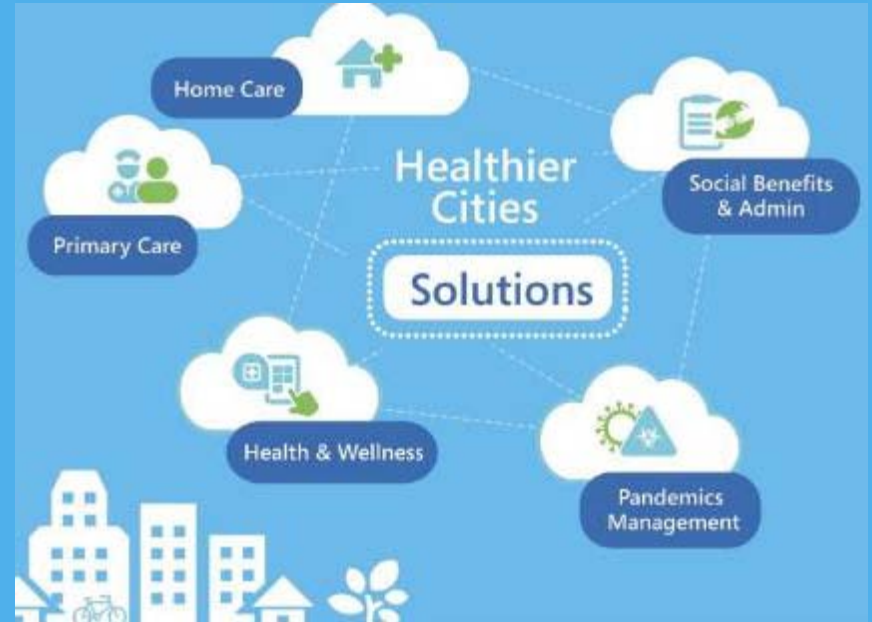 Home Care
Healthier
Cities
Solutions
Social Benefits
& Admin
Primary Care
Health & Wellness
Pandemics
Management